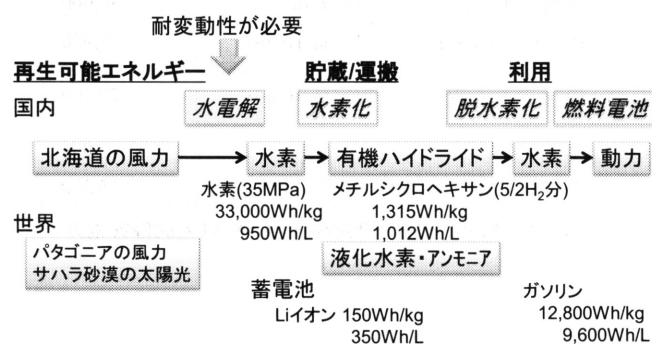 耐変動性が必要
再生可能エネルギー 貯蔵/運搬 利用
国内 水電解 水素化 脱水素化 燃料電池
北海道の風力 水素 有機ハイドライド 水素 動力
水素(35MPa) メチルシクロヘキサン(5/2H₂分)
33,000Wh/kg 1,315Wh/kg
世界 950Wh/L 1,012Wh/L
パタゴニアの風力
サハラ砂漠の太陽光
液化水素・アンモニア
蓄電池 ガソリン
Liイオン 150Wh/kg 12,800Wh/kg
350Wh/L 9,600Wh/L